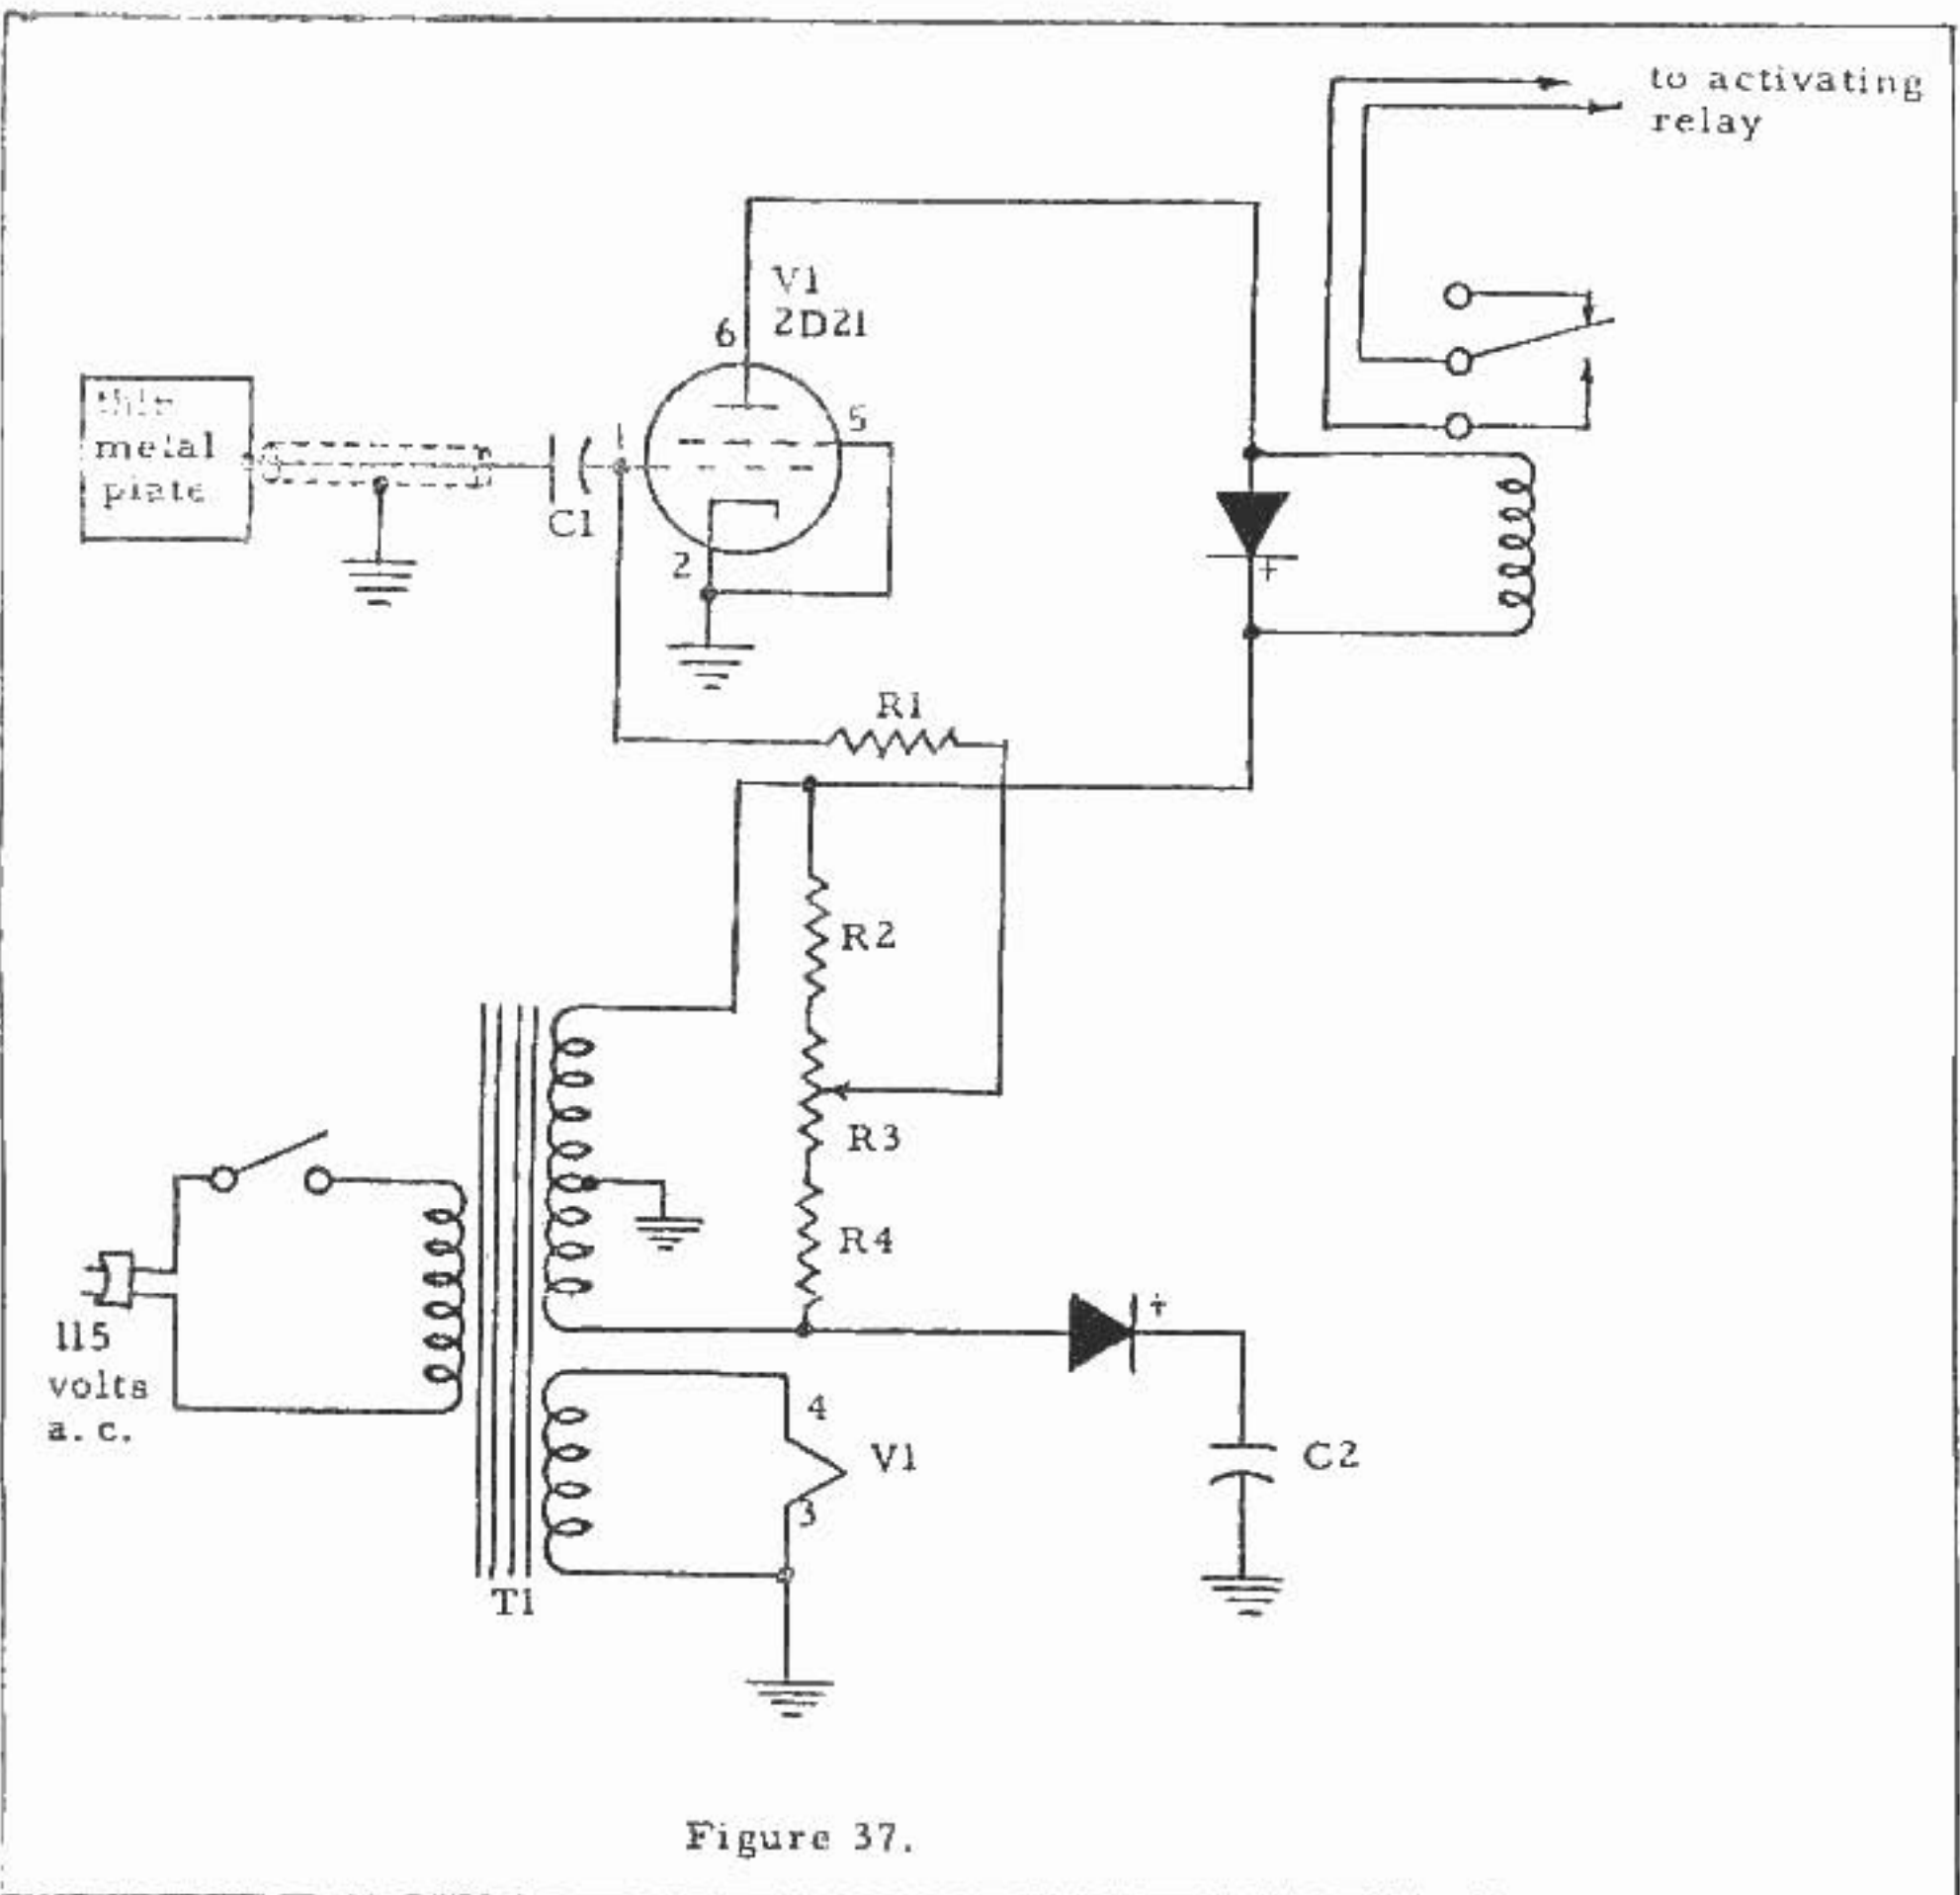 to activating
relay
V1
2D21
6
5
thin
metal
plate
C1
2
R1
+
R2
R3
R4
+
115
volts
a. c.
4
V1
3
C2
T1
Figure 37.